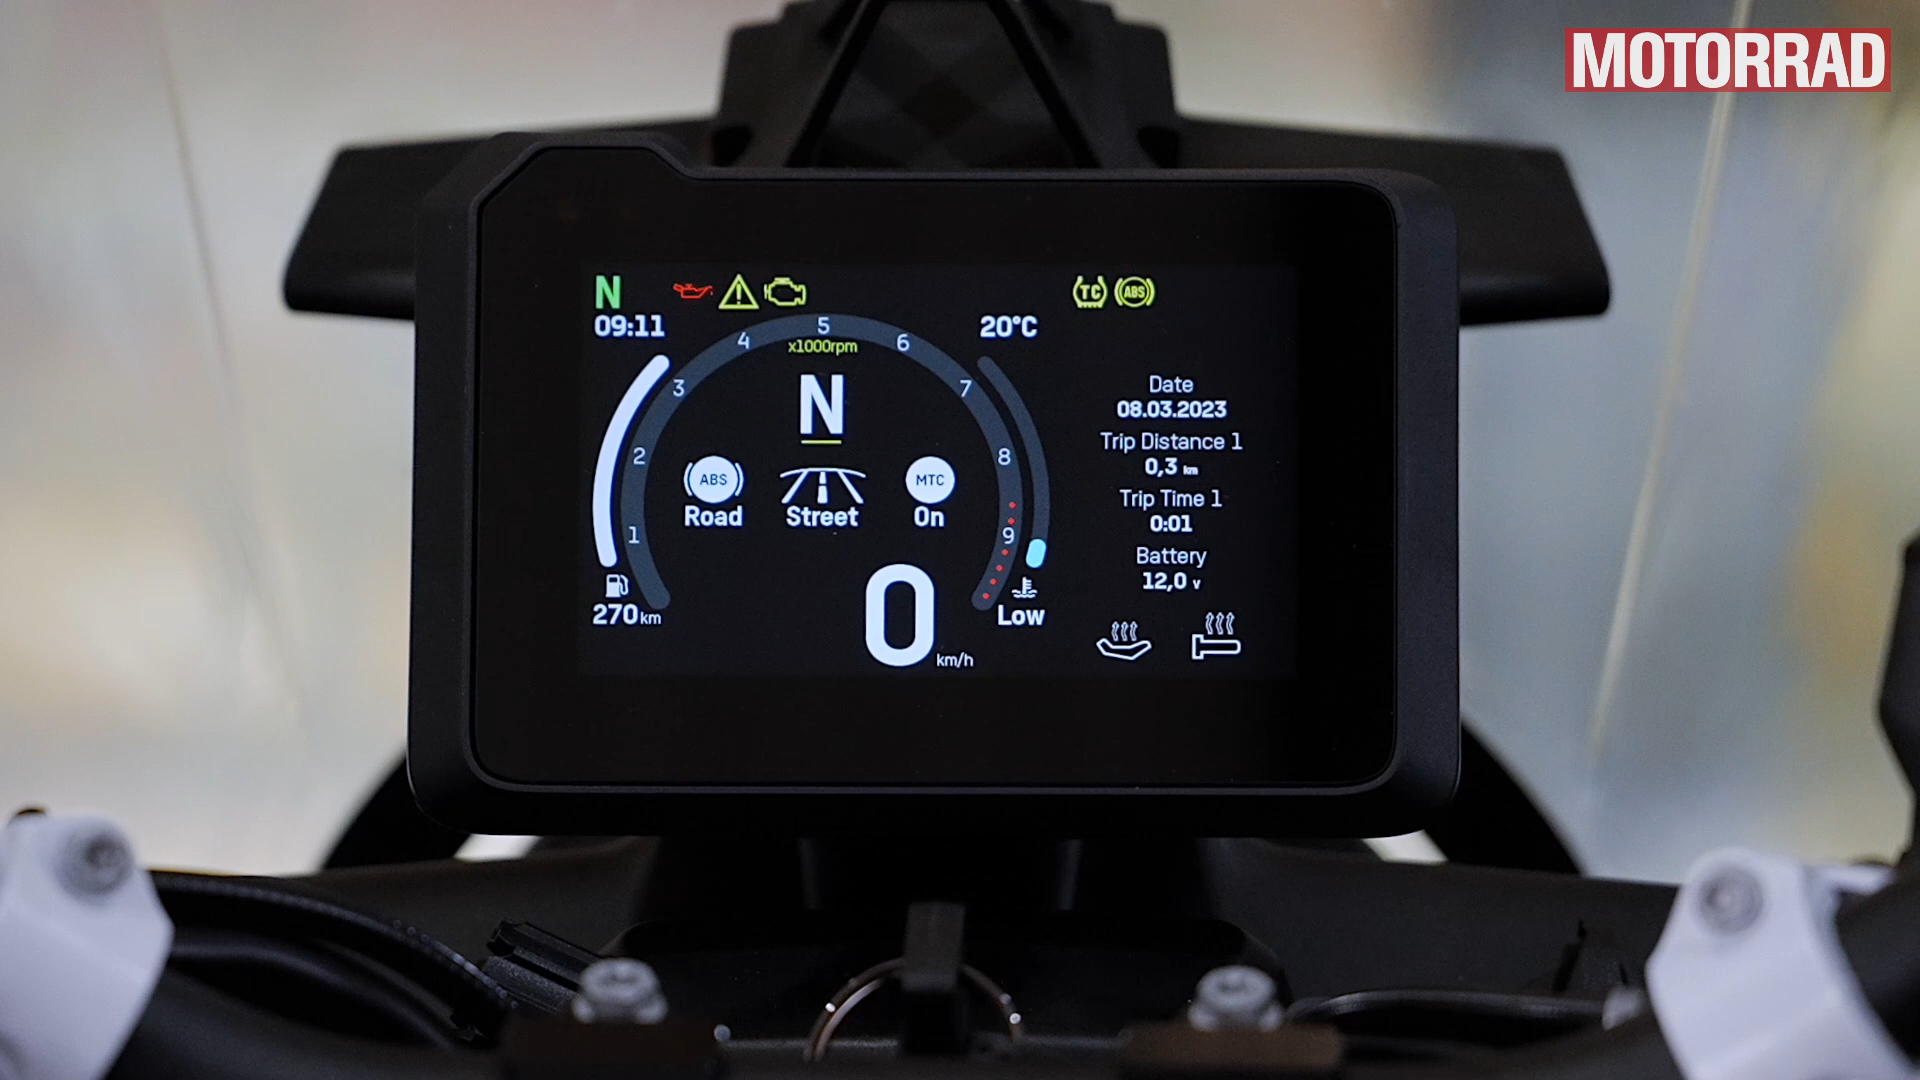 MOTORRAD
N
TC ABS
09:11
20°C
1 2 3 4 5 6 7 8 9
x1000rpm
N
ABS
MTC
Road
Street
On
270 km
0 km/h
Low
Date
08.03.2023
Trip Distance 1
0,3 km
Trip Time 1
0:01
Battery
12,0 V